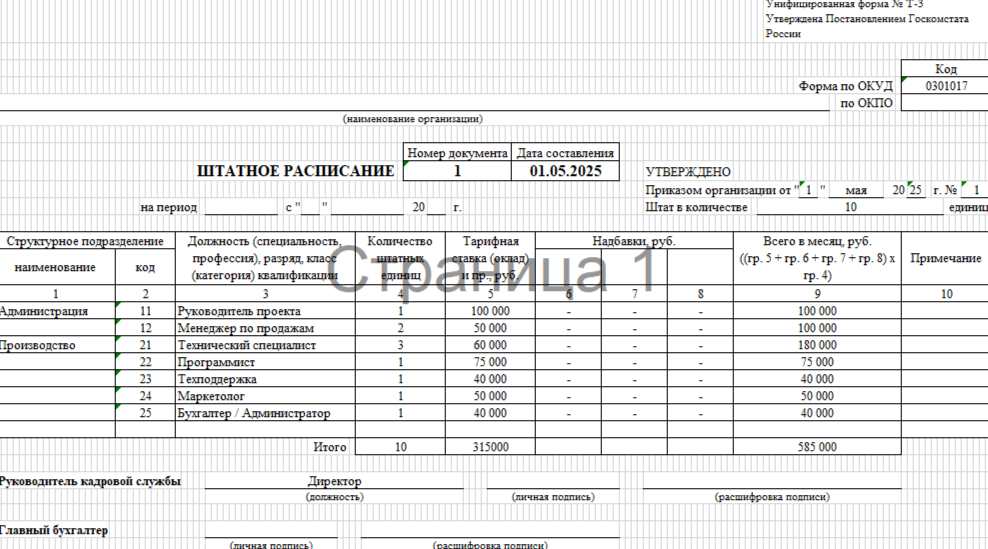 Унифицированная форма № Т-3
Утверждена Постановлением Госкомстата
России
Код
Форма по ОКУД 0301017
по ОКПО
(наименование организации)
Номер документа Дата составления
ШТАТНОЕ РАСПИСАНИЕ 1 01.05.2025 УТВЕРЖДЕНО
Приказом организации от " 1 " мая 20 25 г. № 1
на период с " " 20 г. Штат в количестве 10 единиц
Структурное подразделение Должность (специальность, профессия), разряд, класс (категория) квалификации Количество штатных единиц Тарифная ставка (оклад) и пр., руб. Надбавки, руб. Всего в месяц, руб. ((гр. 5 + гр. 6 + гр. 7 + гр. 8) x гр. 4) Примечание
наименование код
Страница 1
1 2 3 4 5 6 7 8 9 10
Администрация 11 Руководитель проекта 1 100 000 - - - 100 000
12 Менеджер по продажам 2 50 000 - - - 100 000
Производство 21 Технический специалист 3 60 000 - - - 180 000
22 Программист 1 75 000 - - - 75 000
23 Техподдержка 1 40 000 - - - 40 000
24 Маркетолог 1 50 000 - - - 50 000
25 Бухгалтер / Администратор 1 40 000 - - - 40 000
Итого 10 315000 585 000
Руководитель кадровой службы Директор
(должность) (личная подпись) (расшифровка подписи)
Главный бухгалтер
(личная подпись) (расшифровка подписи)